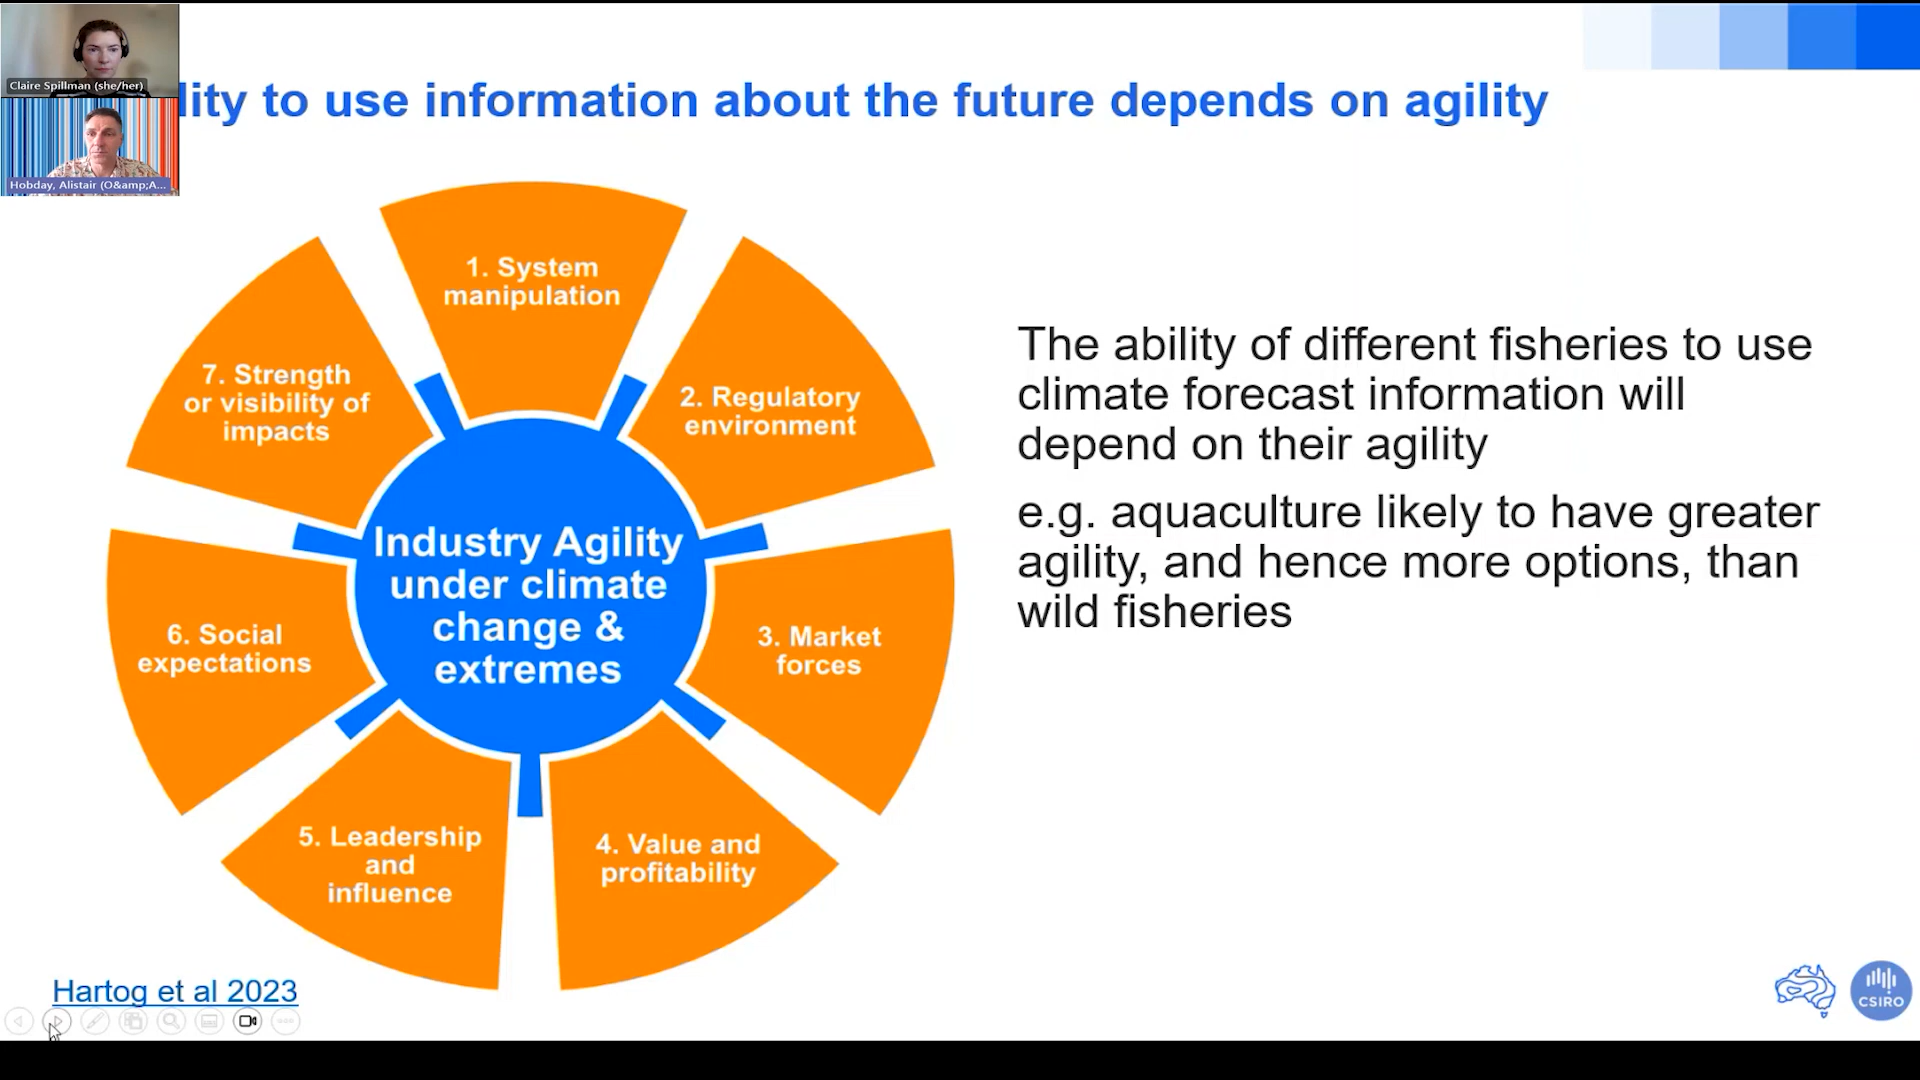 Claire Spillman (she/her)
Hobday, Alistair (O&amp;A...
lity to use information about the future depends on agility
1. System
manipulation
2. Regulatory
environment
3. Market
forces
4. Value and
profitability
5. Leadership
and
influence
6. Social
expectations
7. Strength
or visibility of
impacts
Industry Agility
under climate
change &
extremes
The ability of different fisheries to use
climate forecast information will
depend on their agility
e.g. aquaculture likely to have greater
agility, and hence more options, than
wild fisheries
Hartog et al 2023
CSIRO